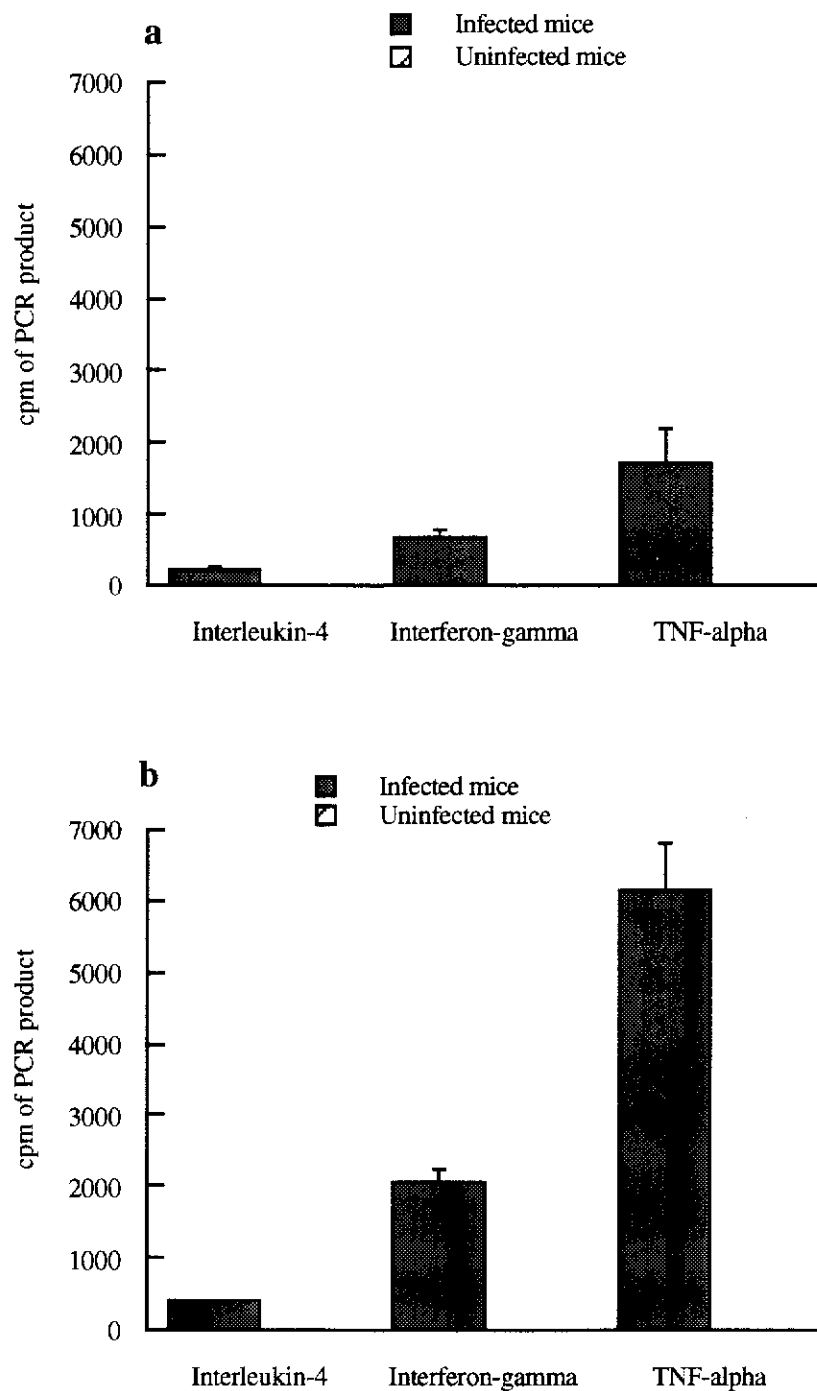 a
Infected mice
Uninfected mice
7000
6000
5000
4000
3000
2000
1000
0
cpm of PCR product
Interleukin-4 Interferon-gamma TNF-alpha
b
Infected mice
Uninfected mice
7000
6000
5000
4000
3000
2000
1000
0
cpm of PCR product
Interleukin-4 Interferon-gamma TNF-alpha